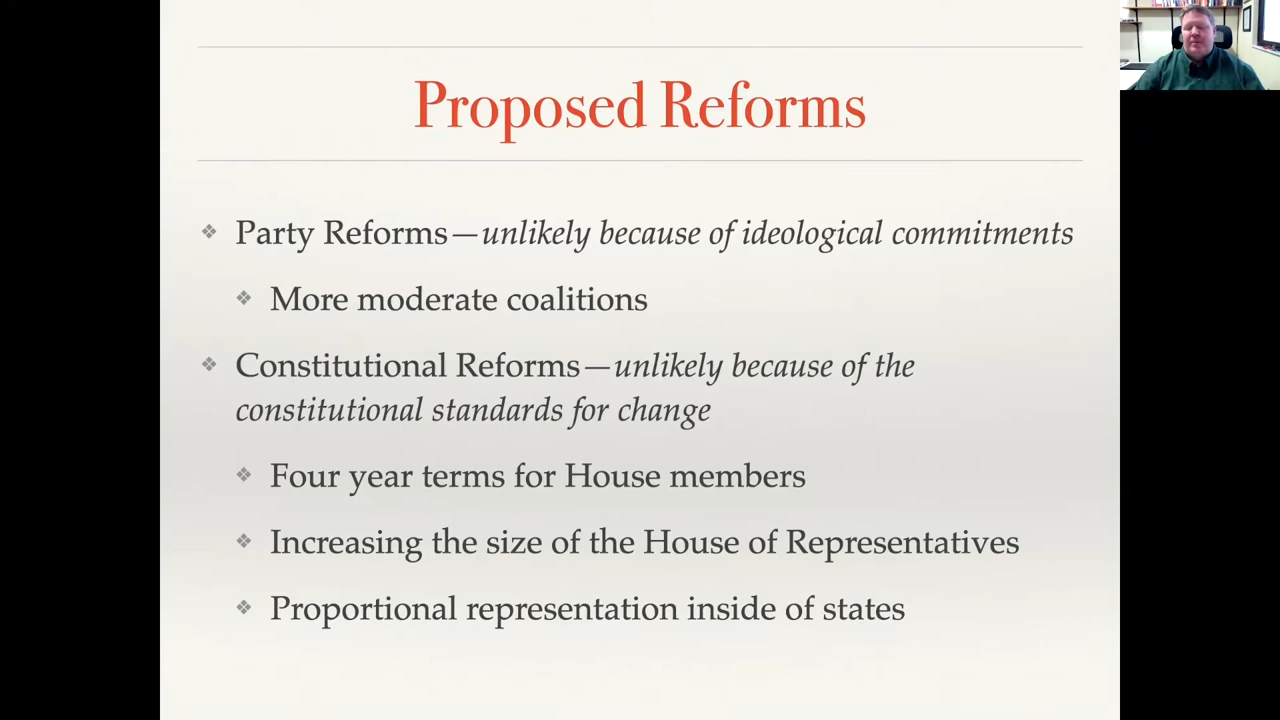 Proposed Reforms
Party Reforms—unlikely because of ideological commitments
More moderate coalitions
Constitutional Reforms—unlikely because of the
constitutional standards for change
Four year terms for House members
Increasing the size of the House of Representatives
Proportional representation inside of states